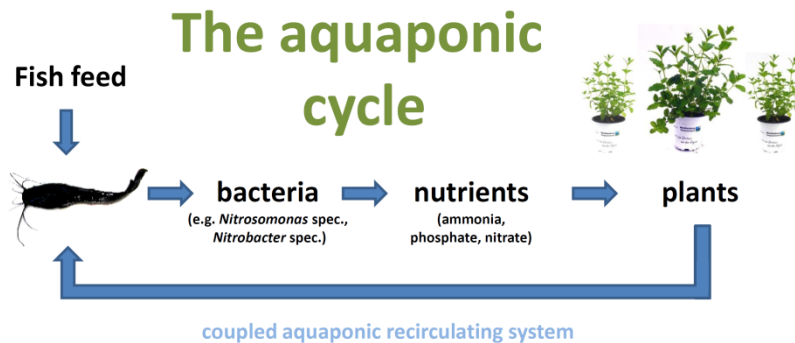 The aquaponic
cycle
Fish feed
bacteria
(e.g. Nitrosomonas spec.,
Nitrobacter spec.)
nutrients
(ammonia,
phosphate, nitrate)
plants
coupled aquaponic recirculating system